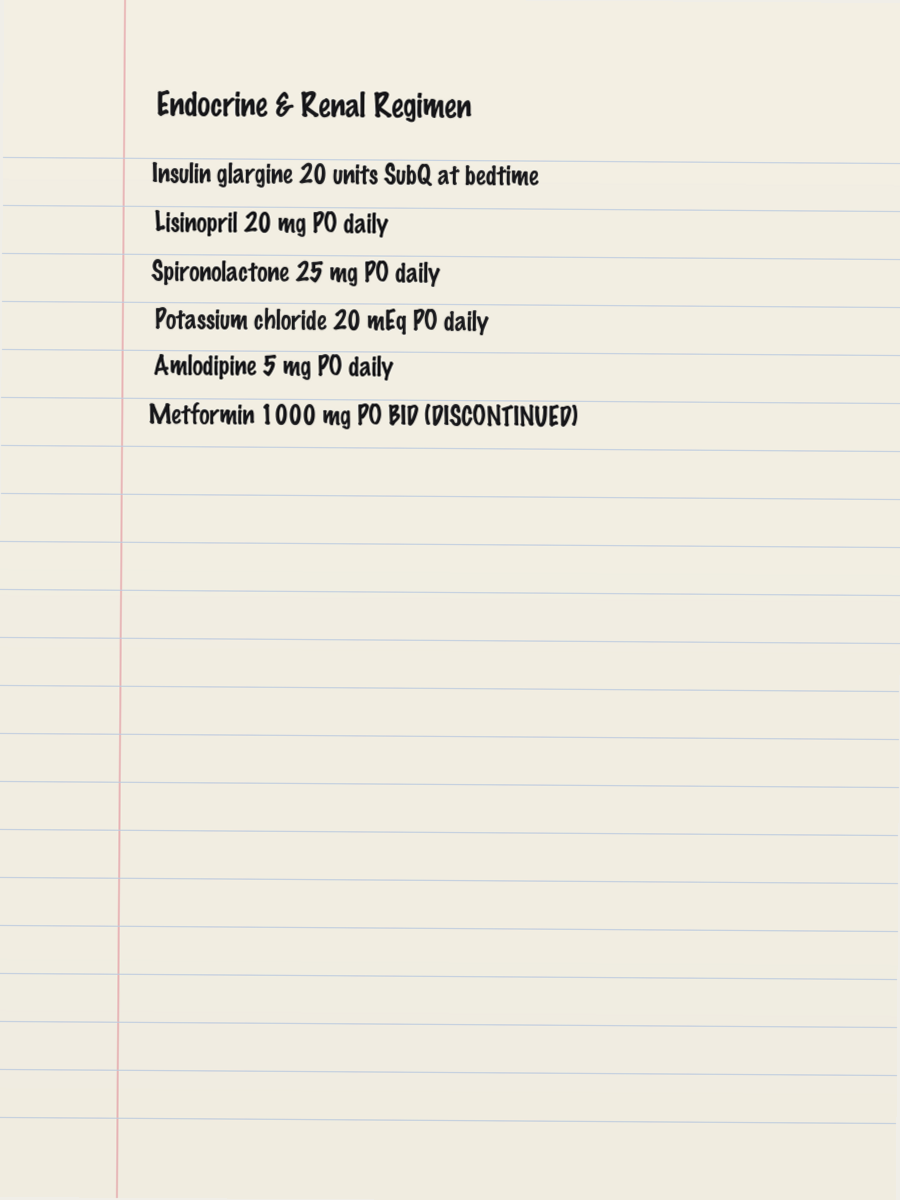 Endocrine & Renal Regimen
Insulin glargine 20 units SubQ at bedtime
Lisinopril 20 mg PO daily
Spironolactone 25 mg PO daily
Potassium chloride 20 mEq PO daily
Amlodipine 5 mg PO daily
Metformin 1000 mg PO BID (DISCONTINUED)